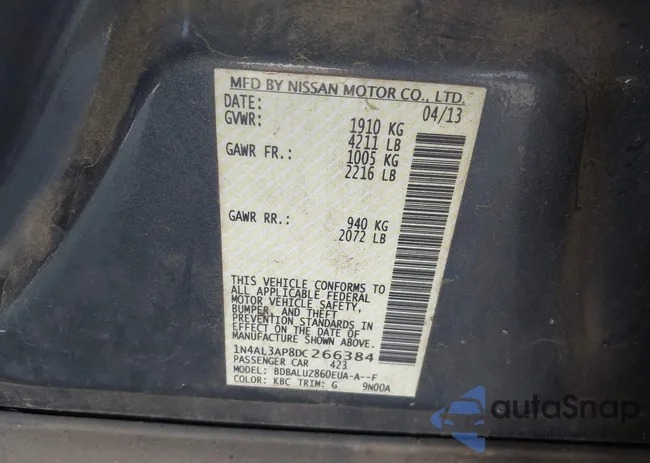 MFD BY NISSAN MOTOR CO., LTD.
DATE: 04/13
GVWR: 1910 KG
4211 LB
GAWR FR.: 1005 KG
2216 LB
GAWR RR.: 940 KG
2072 LB
THIS VEHICLE CONFORMS TO
ALL APPLICABLE FEDERAL
MOTOR VEHICLE SAFETY,
BUMPER, AND THEFT
PREVENTION STANDARDS IN
EFFECT ON THE DATE OF
MANUFACTURE SHOWN ABOVE.
1N4AL3AP8DC266384
PASSENGER CAR 423
MODEL: BDBALUZ860EUA-A--F
COLOR: KBC TRIM: G 9N00A
autoSnap